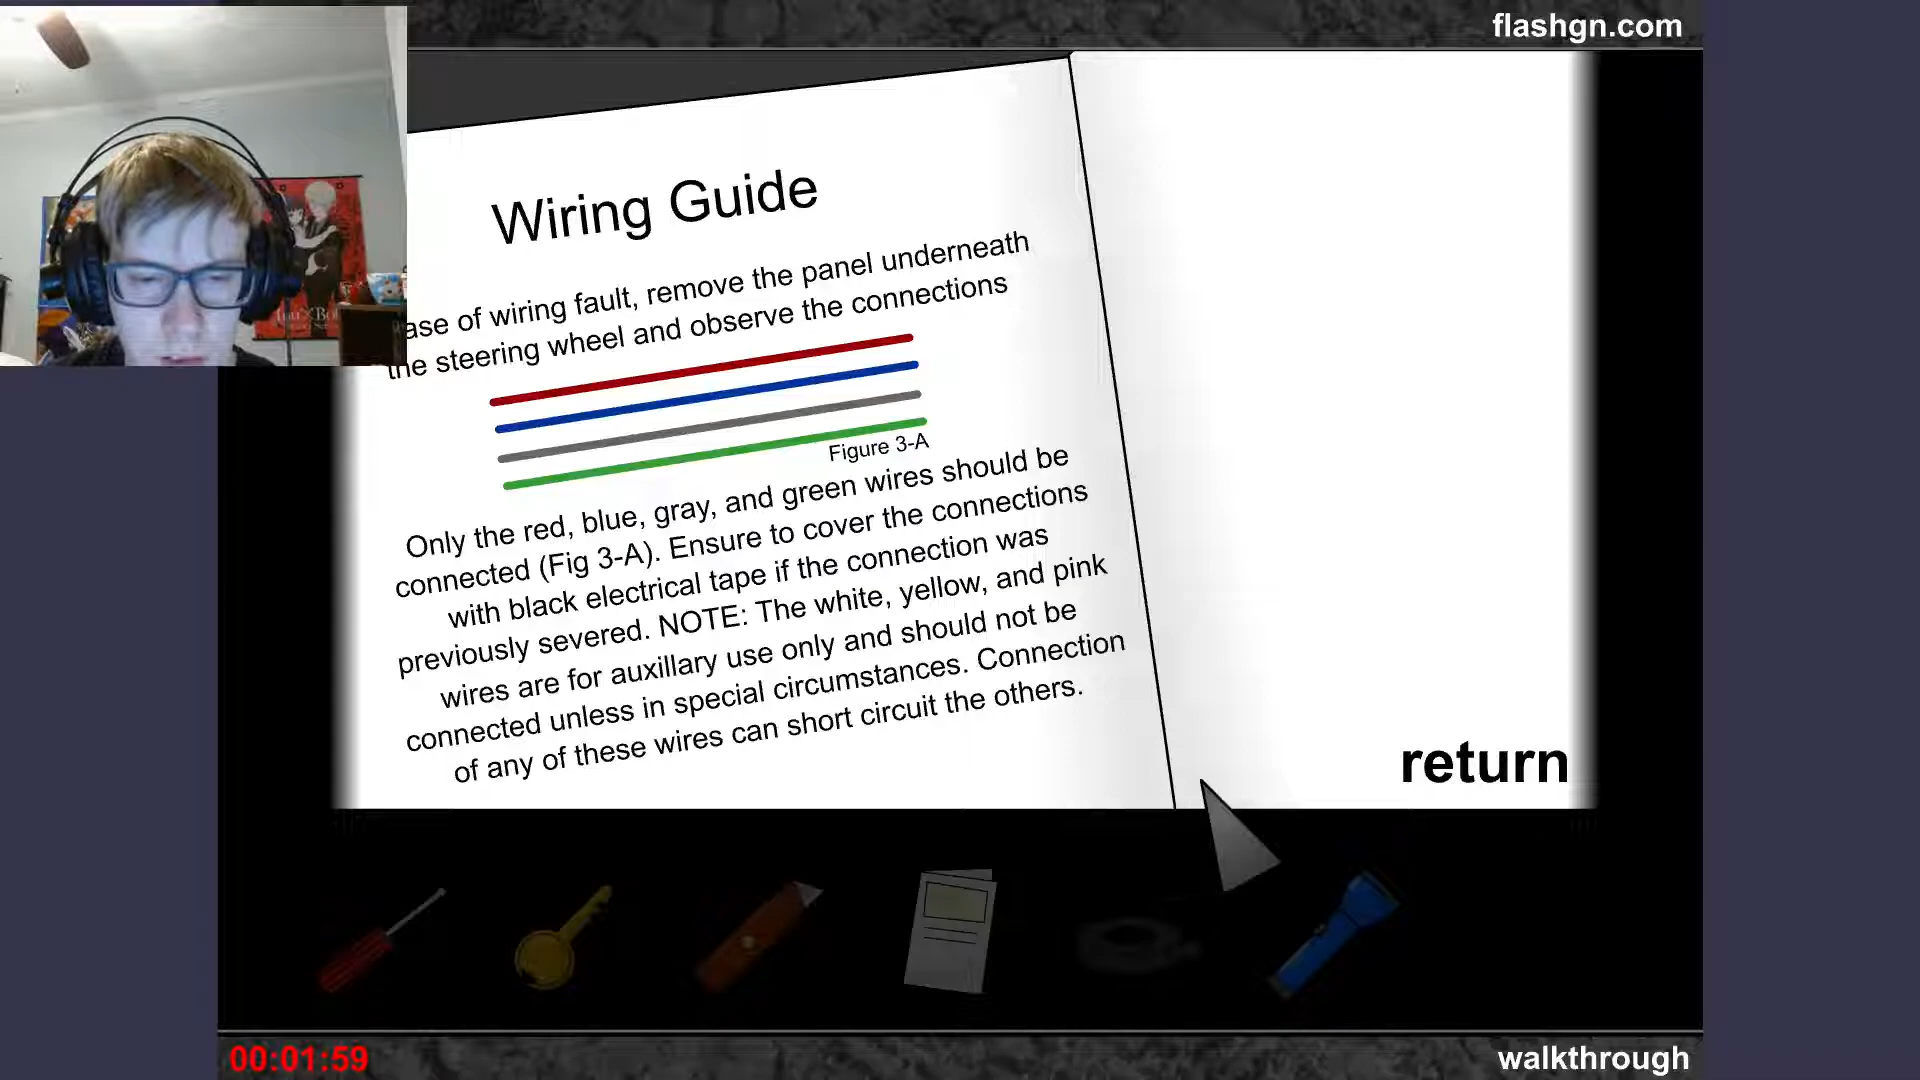 flashgn.com
Wiring Guide
ase of wiring fault, remove the panel underneath
the steering wheel and observe the connections
Figure 3-A
Only the red, blue, gray, and green wires should be
connected (Fig 3-A). Ensure to cover the connections
with black electrical tape if the connection was
previously severed. NOTE: The white, yellow, and pink
wires are for auxillary use only and should not be
connected unless in special circumstances. Connection
of any of these wires can short circuit the others.
return
00:01:59
walkthrough